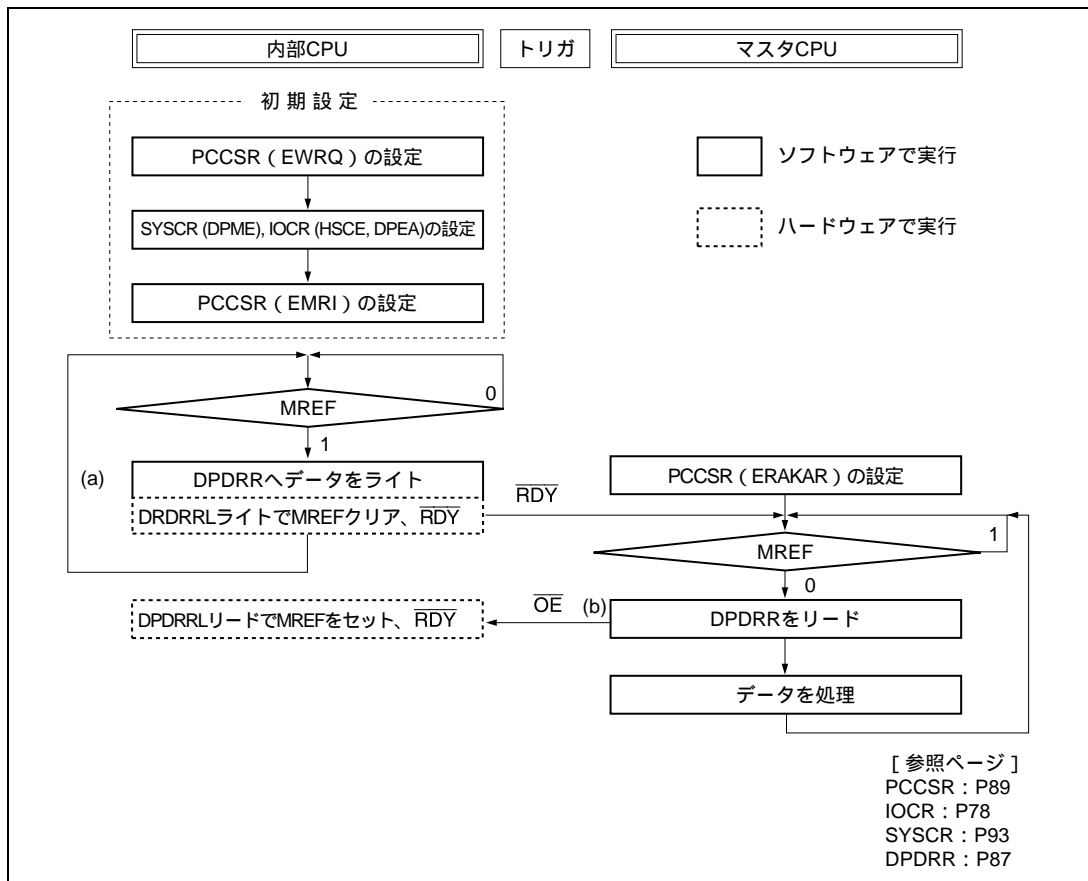 内部CPU
トリガ
マスタCPU
初期設定
PCCSR(EWRQ)の設定
SYSCR (DPME), IOCR (HSCE, DPEA)の設定
PCCSR(EMRI)の設定
ソフトウェアで実行
ハードウェアで実行
MREF
0
1
(a)
DPDRRへデータをライト
DRDRRLライトでMREFクリア、RDY
RDY
PCCSR(ERAKAR)の設定
MREF
1
0
DPDRRLリードでMREFをセット、RDY
OE
(b)
DPDRRをリード
データを処理
[参照ページ]
PCCSR:P89
IOCR:P78
SYSCR:P93
DPDRR:P87